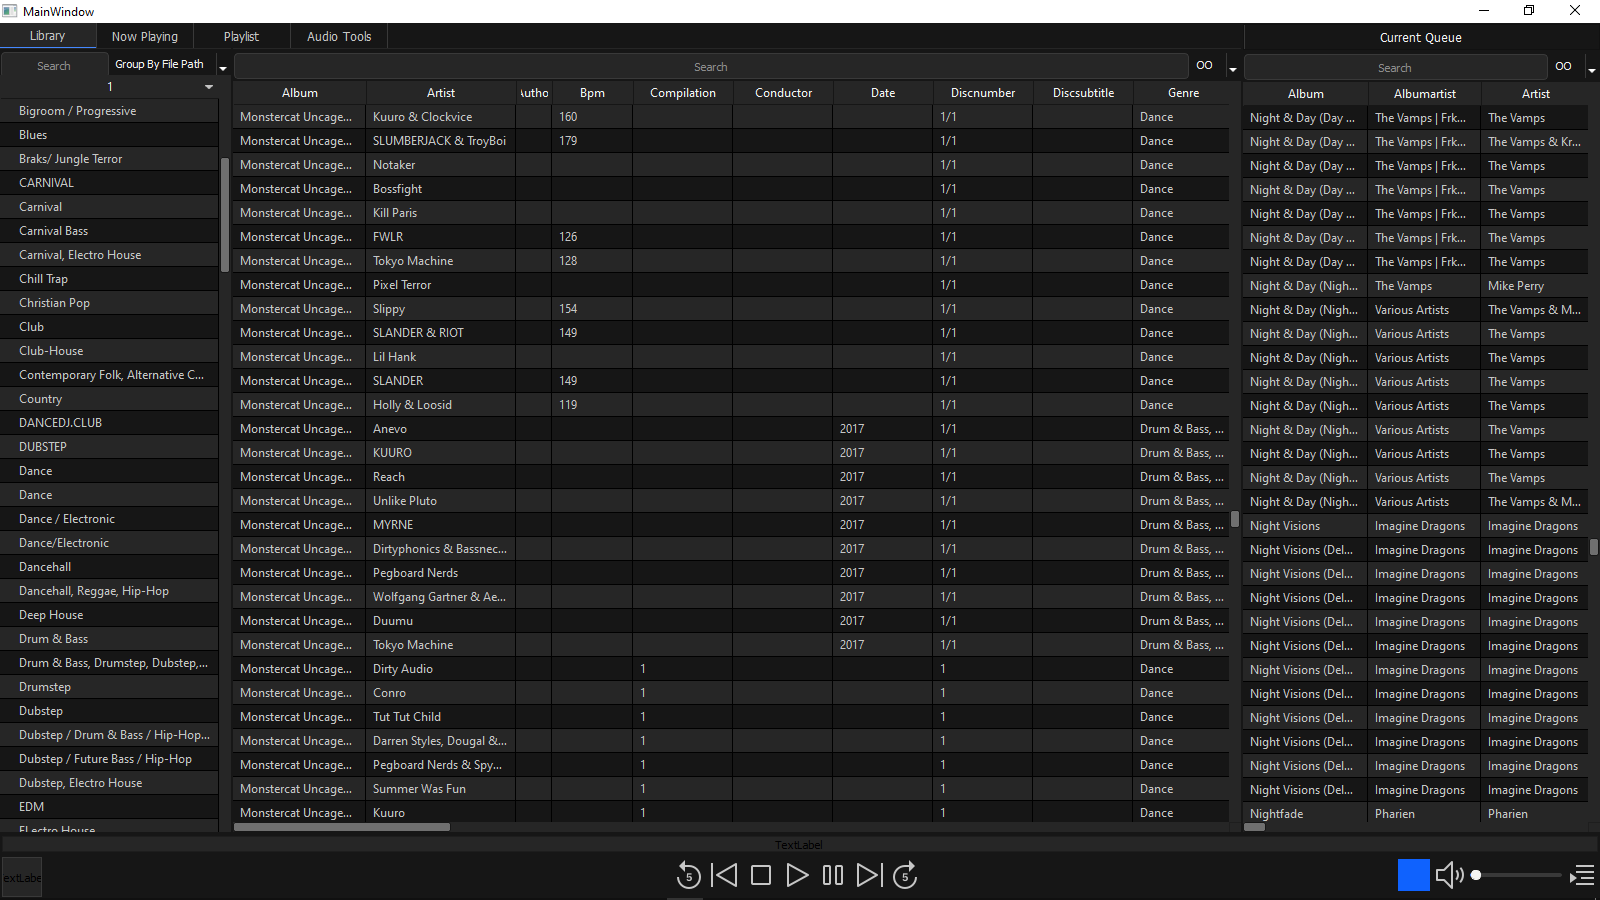 MainWindow
Library Now Playing Playlist Audio Tools
Current Queue
Search Group By File Path
Search OO
Search OO
1
Bigroom / Progressive
Blues
Braks/ Jungle Terror
CARNIVAL
Carnival
Carnival Bass
Carnival, Electro House
Chill Trap
Christian Pop
Club
Club-House
Contemporary Folk, Alternative C...
Country
DANCEDJ.CLUB
DUBSTEP
Dance
Dance
Dance / Electronic
Dance/Electronic
Dancehall
Dancehall, Reggae, Hip-Hop
Deep House
Drum & Bass
Drum & Bass, Drumstep, Dubstep,...
Drumstep
Dubstep
Dubstep / Drum & Bass / Hip-Hop...
Dubstep / Future Bass / Hip-Hop
Dubstep, Electro House
EDM
ELectro House
Album Artist Autho Bpm Compilation Conductor Date Discnumber Discsubtitle Genre
Monstercat Uncage... Kuuro & Clockvice 160 1/1 Dance
Monstercat Uncage... SLUMBERJACK & TroyBoi 179 1/1 Dance
Monstercat Uncage... Notaker 1/1 Dance
Monstercat Uncage... Bossfight 1/1 Dance
Monstercat Uncage... Kill Paris 1/1 Dance
Monstercat Uncage... FWLR 126 1/1 Dance
Monstercat Uncage... Tokyo Machine 128 1/1 Dance
Monstercat Uncage... Pixel Terror 1/1 Dance
Monstercat Uncage... Slippy 154 1/1 Dance
Monstercat Uncage... SLANDER & RIOT 149 1/1 Dance
Monstercat Uncage... Lil Hank 1/1 Dance
Monstercat Uncage... SLANDER 149 1/1 Dance
Monstercat Uncage... Holly & Loosid 119 1/1 Dance
Monstercat Uncage... Anevo 2017 1/1 Drum & Bass, ...
Monstercat Uncage... KUURO 2017 1/1 Drum & Bass, ...
Monstercat Uncage... Reach 2017 1/1 Drum & Bass, ...
Monstercat Uncage... Unlike Pluto 2017 1/1 Drum & Bass, ...
Monstercat Uncage... MYRNE 2017 1/1 Drum & Bass, ...
Monstercat Uncage... Dirtyphonics & Bassnec... 2017 1/1 Drum & Bass, ...
Monstercat Uncage... Pegboard Nerds 2017 1/1 Drum & Bass, ...
Monstercat Uncage... Wolfgang Gartner & Ae... 2017 1/1 Drum & Bass, ...
Monstercat Uncage... Duumu 2017 1/1 Drum & Bass, ...
Monstercat Uncage... Tokyo Machine 2017 1/1 Drum & Bass, ...
Monstercat Uncage... Dirty Audio 1 1 Dance
Monstercat Uncage... Conro 1 1 Dance
Monstercat Uncage... Tut Tut Child 1 1 Dance
Monstercat Uncage... Darren Styles, Dougal &... 1 1 Dance
Monstercat Uncage... Pegboard Nerds & Spy... 1 1 Dance
Monstercat Uncage... Summer Was Fun 1 1 Dance
Monstercat Uncage... Kuuro 1 1 Dance
Album Albumartist Artist
Night & Day (Day ... The Vamps | Frk... The Vamps
Night & Day (Day ... The Vamps | Frk... The Vamps & Kr...
Night & Day (Day ... The Vamps | Frk... The Vamps
Night & Day (Day ... The Vamps | Frk... The Vamps
Night & Day (Day ... The Vamps | Frk... The Vamps
Night & Day (Day ... The Vamps | Frk... The Vamps
Night & Day (Day ... The Vamps | Frk... The Vamps
Night & Day (Nigh... The Vamps Mike Perry
Night & Day (Nigh... Various Artists The Vamps & M...
Night & Day (Nigh... Various Artists The Vamps
Night & Day (Nigh... Various Artists The Vamps
Night & Day (Nigh... Various Artists The Vamps
Night & Day (Nigh... Various Artists The Vamps
Night & Day (Nigh... Various Artists The Vamps
Night & Day (Nigh... Various Artists The Vamps
Night & Day (Nigh... Various Artists The Vamps
Night & Day (Nigh... Various Artists The Vamps & M...
Night Visions Imagine Dragons Imagine Dragons
Night Visions (Del... Imagine Dragons Imagine Dragons
Night Visions (Del... Imagine Dragons Imagine Dragons
Night Visions (Del... Imagine Dragons Imagine Dragons
Night Visions (Del... Imagine Dragons Imagine Dragons
Night Visions (Del... Imagine Dragons Imagine Dragons
Night Visions (Del... Imagine Dragons Imagine Dragons
Night Visions (Del... Imagine Dragons Imagine Dragons
Night Visions (Del... Imagine Dragons Imagine Dragons
Night Visions (Del... Imagine Dragons Imagine Dragons
Night Visions (Del... Imagine Dragons Imagine Dragons
Night Visions (Del... Imagine Dragons Imagine Dragons
Nightfade Pharien Pharien
TextLabel
extLabe
5 5